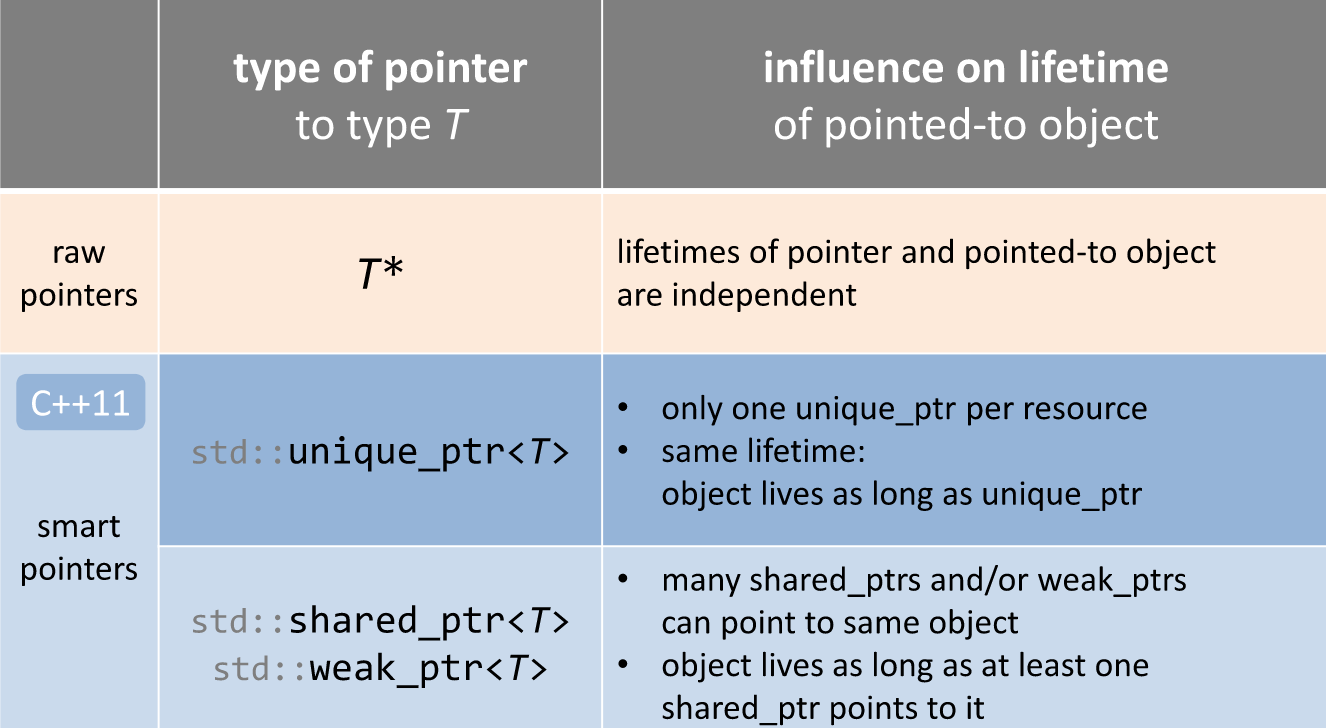 type of pointer
to type T
influence on lifetime
of pointed-to object
raw
pointers
T*
lifetimes of pointer and pointed-to object
are independent
C++11
smart
pointers
std::unique_ptr<T>
• only one unique_ptr per resource
• same lifetime:
object lives as long as unique_ptr
std::shared_ptr<T>
std::weak_ptr<T>
• many shared_ptrs and/or weak_ptrs
can point to same object
• object lives as long as at least one
shared_ptr points to it